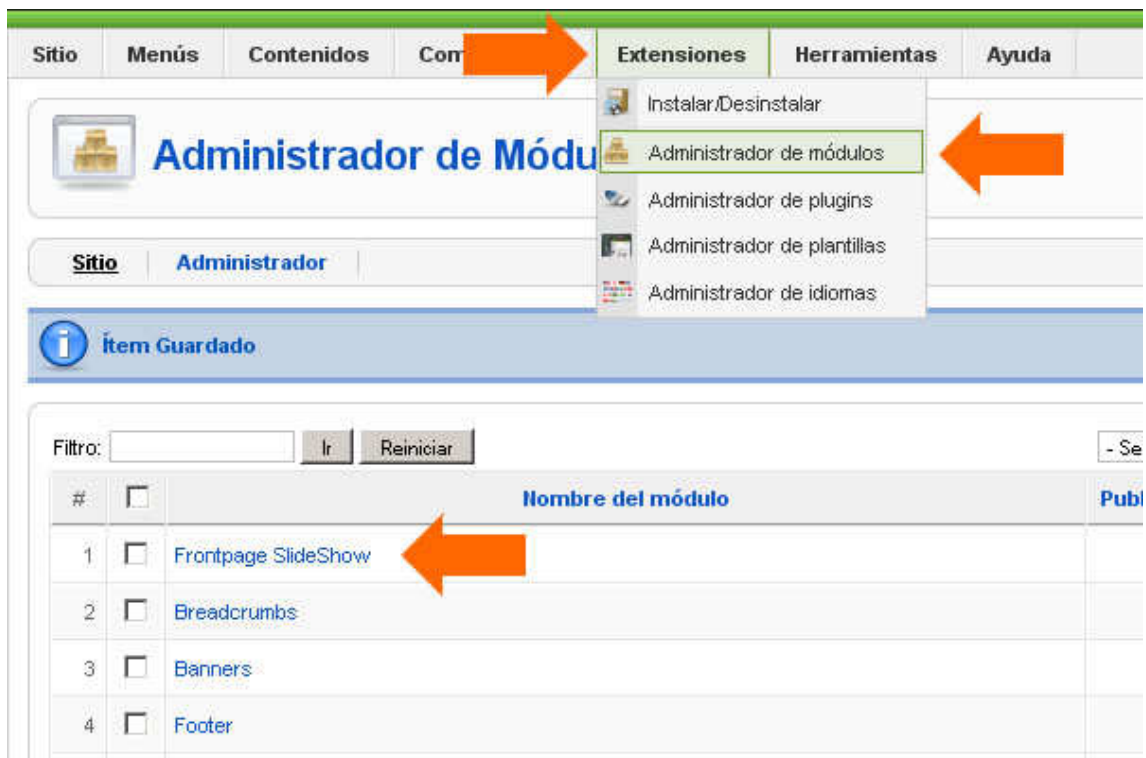 Sitio Menús Contenidos Com Extensiones Herramientas Ayuda
Instalar/Desinstalar
Administrador de Módu
Administrador de módulos
Administrador de plugins
Administrador de plantillas
Administrador de idiomas
Sitio Administrador
Ítem Guardado
Filtro: Ir Reiniciar - Se
# Nombre del módulo Publ
1 Frontpage SlideShow
2 Breadcrumbs
3 Banners
4 Footer